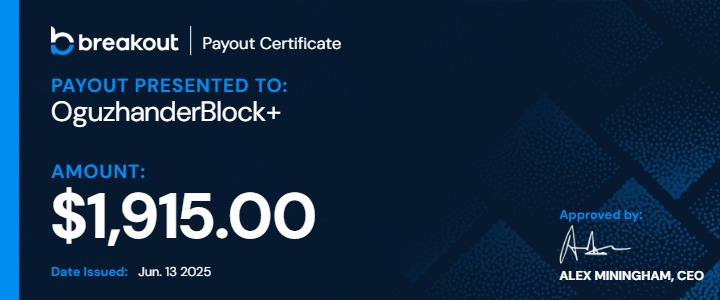 breakout | Payout Certificate
PAYOUT PRESENTED TO:
OguzhanderBlock+
AMOUNT:
$1,915.00
Date Issued: Jun. 13 2025
Approved by:
ALEX MININGHAM, CEO